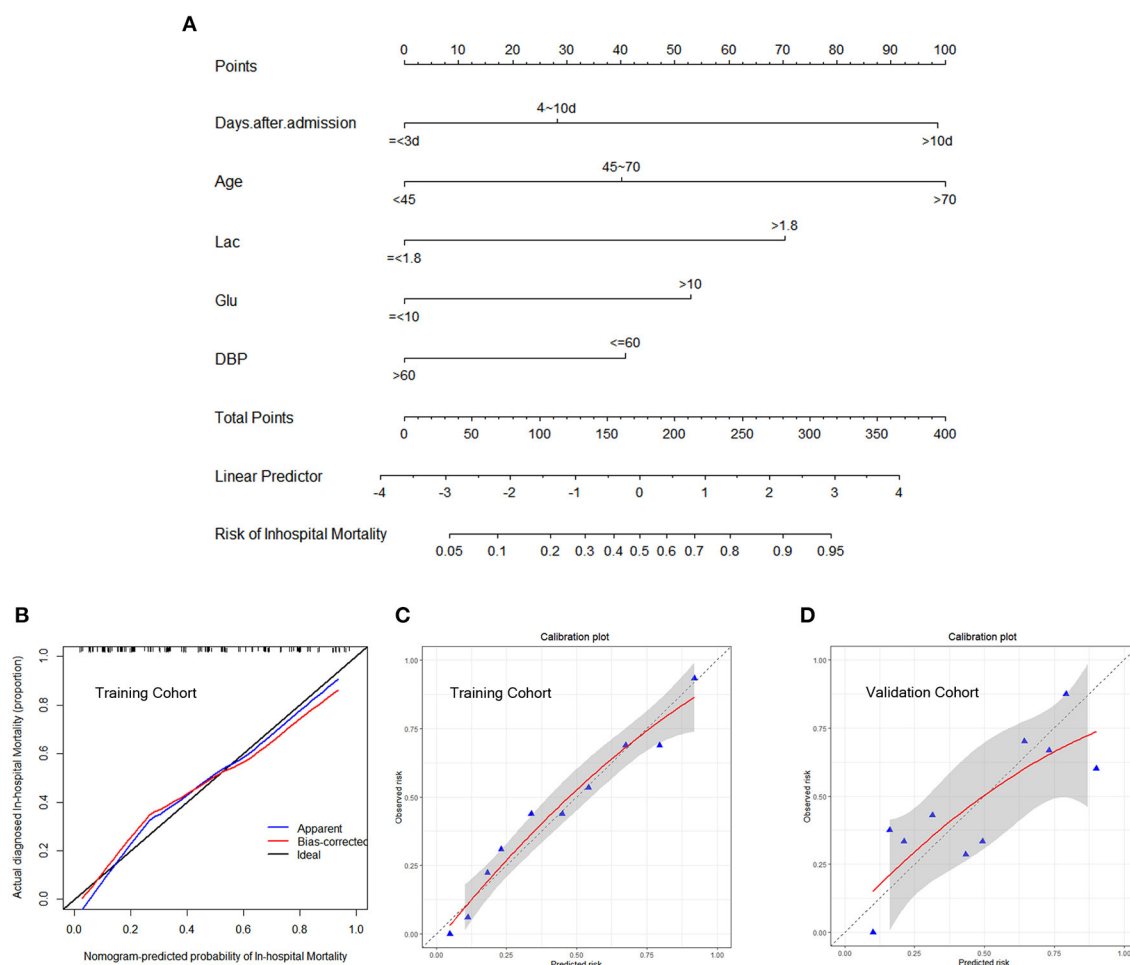 A
0 10 20 30 40 50 60 70 80 90 100
Points
4~10d
Days.after.admission
=<3d >10d
45~70
Age
<45 >70
>1.8
Lac
=<1.8
>10
Glu
=<10
<=60
DBP
>60
Total Points
0 50 100 150 200 250 300 350 400
Linear Predictor
-4 -3 -2 -1 0 1 2 3 4
Risk of Inhospital Mortality
0.05 0.1 0.2 0.3 0.4 0.5 0.6 0.7 0.8 0.9 0.95
B
Actual diagnosed In-hospital Mortality (proportion)
1.0
0.8
0.6
0.4
0.2
0.0
Training Cohort
Apparent
Bias-corrected
Ideal
0.0 0.2 0.4 0.6 0.8 1.0
Nomogram-predicted probability of In-hospital Mortality
C
Calibration plot
Observed risk
1.00
0.75
0.50
0.25
0.00
Training Cohort
0.00 0.25 0.50 0.75 1.00
Predicted risk
D
Calibration plot
Observed risk
1.00
0.75
0.50
0.25
0.00
Validation Cohort
0.00 0.25 0.50 0.75 1.00
Predicted risk